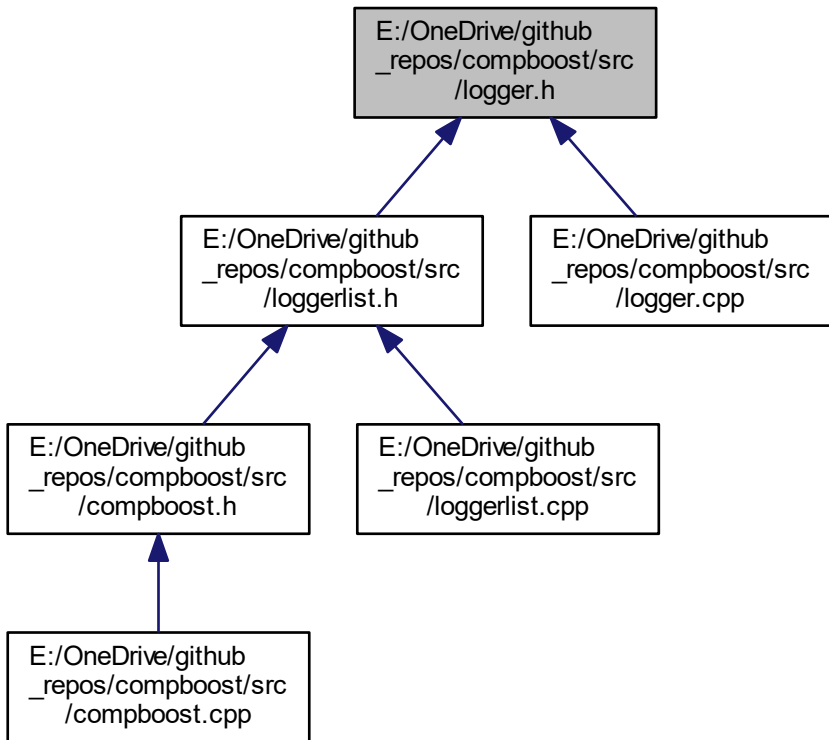 E:/OneDrive/github
_repos/compboost/src
/logger.h
E:/OneDrive/github
_repos/compboost/src
/loggerlist.h
E:/OneDrive/github
_repos/compboost/src
/logger.cpp
E:/OneDrive/github
_repos/compboost/src
/compboost.h
E:/OneDrive/github
_repos/compboost/src
/loggerlist.cpp
E:/OneDrive/github
_repos/compboost/src
/compboost.cpp